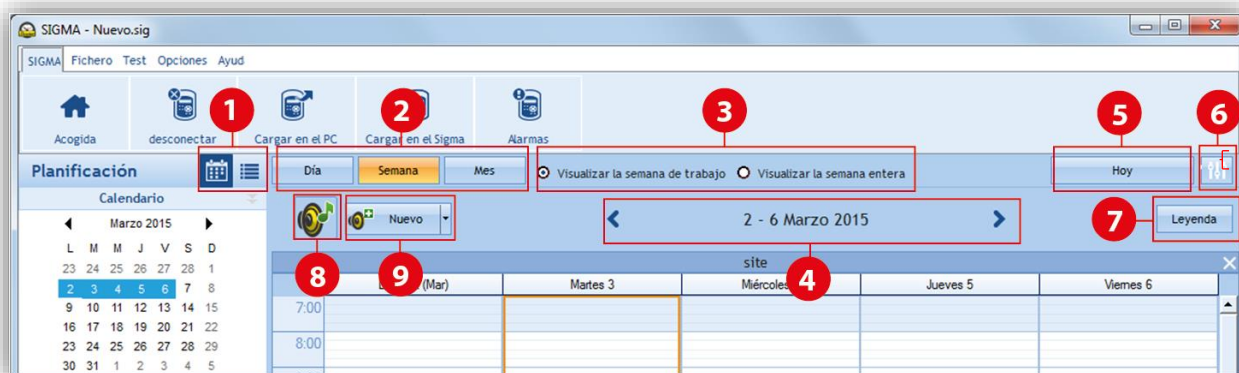 SIGMA - Nuevo.sig
SIGMA Fichero Test Opciones Ayud
1 2 3 5 6
Acogida desconectar Cargar en el PC Cargar en el Sigma Alarmas
Planificación Día Semana Mes Visualizar la semana de trabajo Visualizar la semana entera Hoy
Calendario
Marzo 2015 Nuevo 2 - 6 Marzo 2015 7 Leyenda
L M M J V S D
8 9 4
site
23 24 25 26 27 28 1
(Mar) Martes 3 Miércoles Jueves 5 Viernes 6
2 3 4 5 6 7 8
9 10 11 12 13 14 15 7:00
16 17 18 19 20 21 22
23 24 25 26 27 28 29 8:00
30 31 1 2 3 4 5